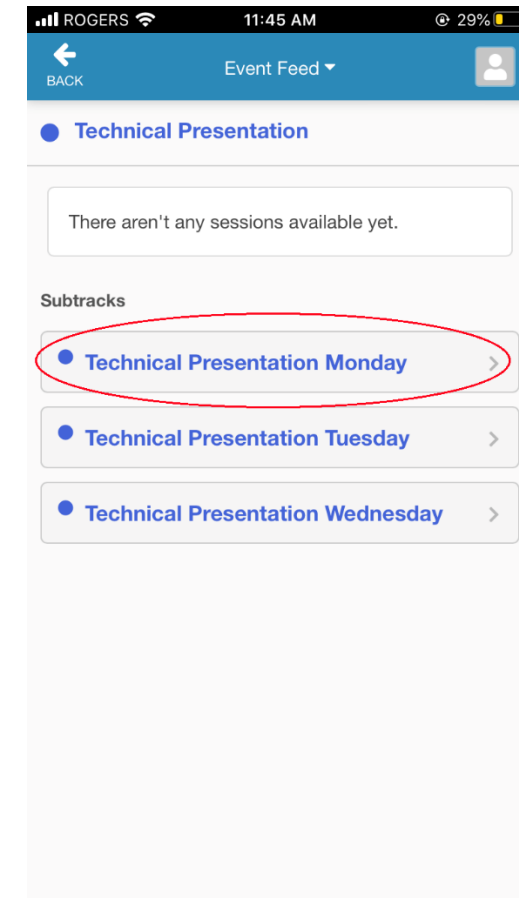 ROGERS 11:45 AM 29%
BACK Event Feed
Technical Presentation
There aren't any sessions available yet.
Subtracks
Technical Presentation Monday
Technical Presentation Tuesday
Technical Presentation Wednesday